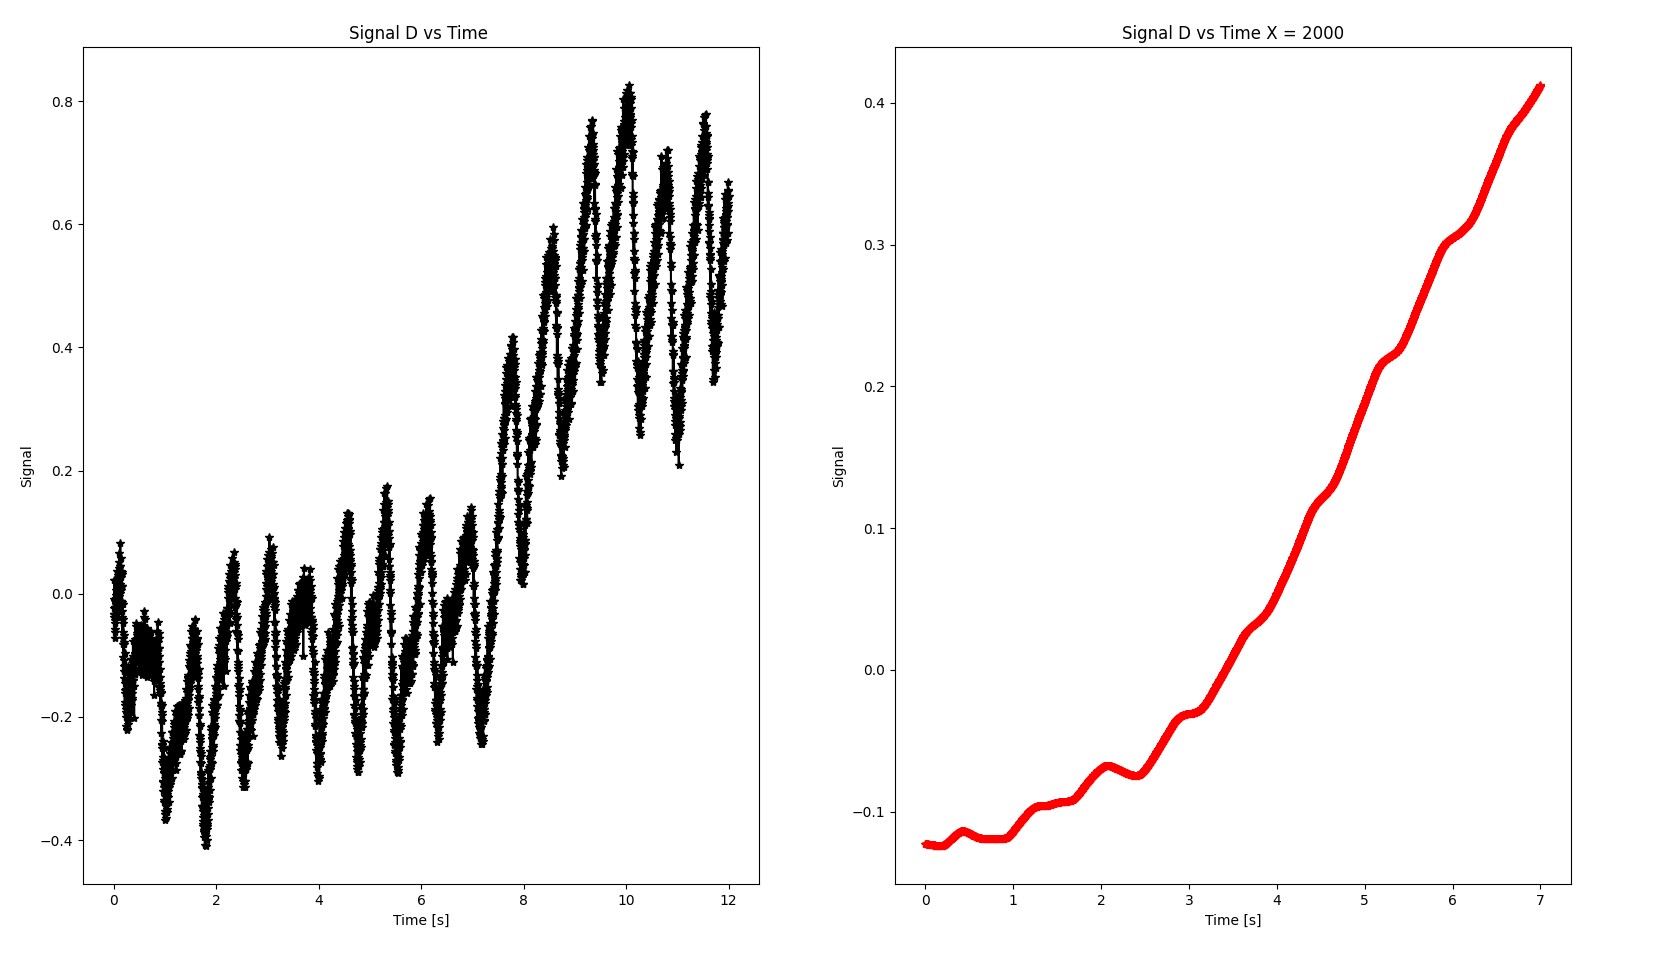 Signal D vs Time
0.8
0.6
0.4
0.2
0.0
−0.2
−0.4
Signal
0 2 4 6 8 10 12
Time [s]
Signal D vs Time X = 2000
0.4
0.3
0.2
0.1
0.0
−0.1
Signal
0 1 2 3 4 5 6 7
Time [s]